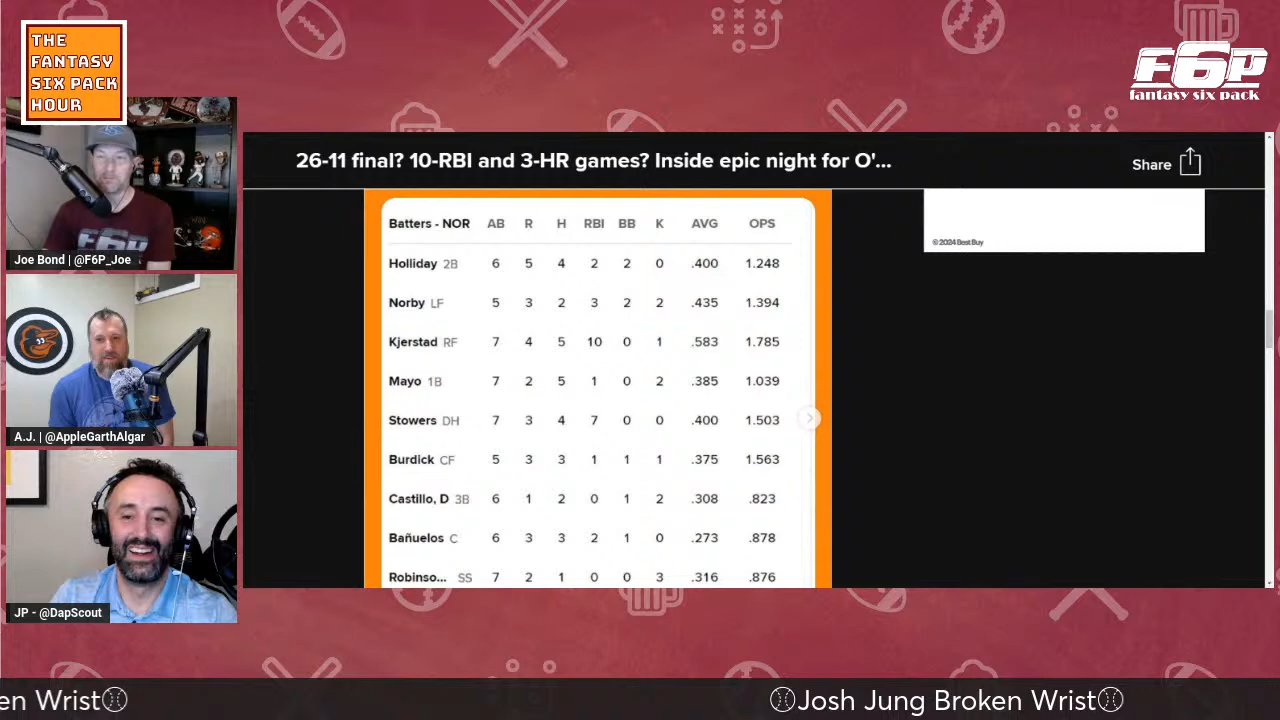 THE
FANTASY
SIX PACK
HOUR
F6P
fantasy six pack
26-11 final? 10-RBI and 3-HR games? Inside epic night for O'...
Share
Batters - NOR AB R H RBI BB K AVG OPS
Holliday 2B 6 5 4 2 2 0 .400 1.248
Norby LF 5 3 2 3 2 2 .435 1.394
Kjerstad RF 7 4 5 10 0 1 .583 1.785
Mayo 1B 7 2 5 1 0 2 .385 1.039
Stowers DH 7 3 4 7 0 0 .400 1.503
Burdick CF 5 3 3 1 1 1 .375 1.563
Castillo, D 3B 6 1 2 0 1 2 .308 .823
Bañuelos C 6 3 3 2 1 0 .273 .878
Robinso... SS 7 2 1 0 0 3 .316 .876
© 2024 Best Buy
F6P
Joe Bond | @F6P_Joe
A.J. | @AppleGarthAlgar
JP - @DapScout
en Wrist
Josh Jung Broken Wrist